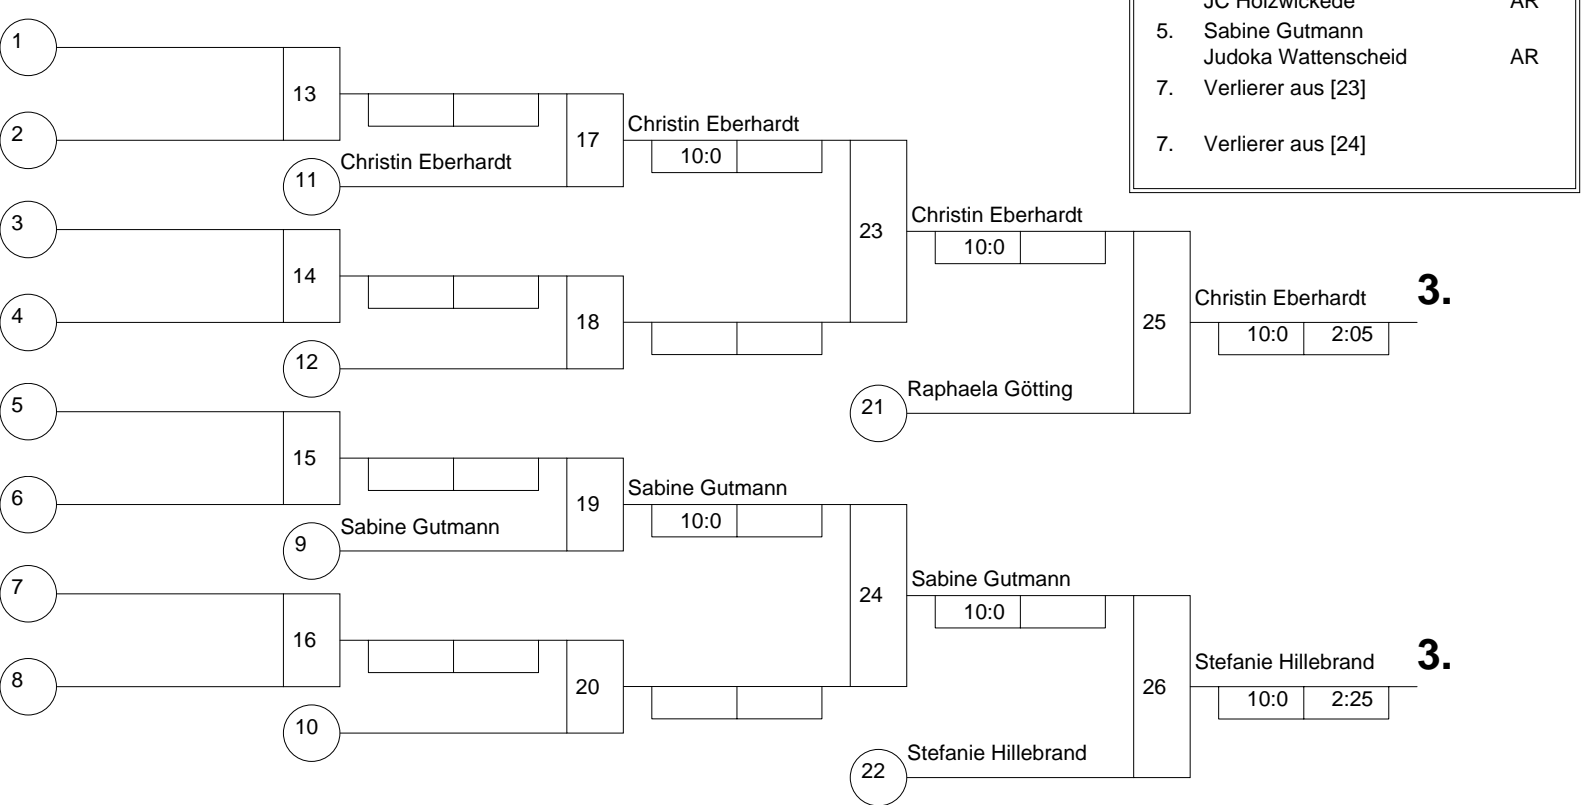 JC Holzwickede AR
5. Sabine Gutmann
Judoka Wattenscheid AR
7. Verlierer aus [23]
7. Verlierer aus [24]
1
13
2
17
Christin Eberhardt
10:0
11
Christin Eberhardt
3
23
Christin Eberhardt
10:0
14
4
18
25
Christin Eberhardt
3.
10:0 2:05
12
5
21
Raphaela Götting
15
6
19
Sabine Gutmann
10:0
9
Sabine Gutmann
7
24
Sabine Gutmann
10:0
16
8
20
26
Stefanie Hillebrand
3.
10:0 2:25
10
22
Stefanie Hillebrand